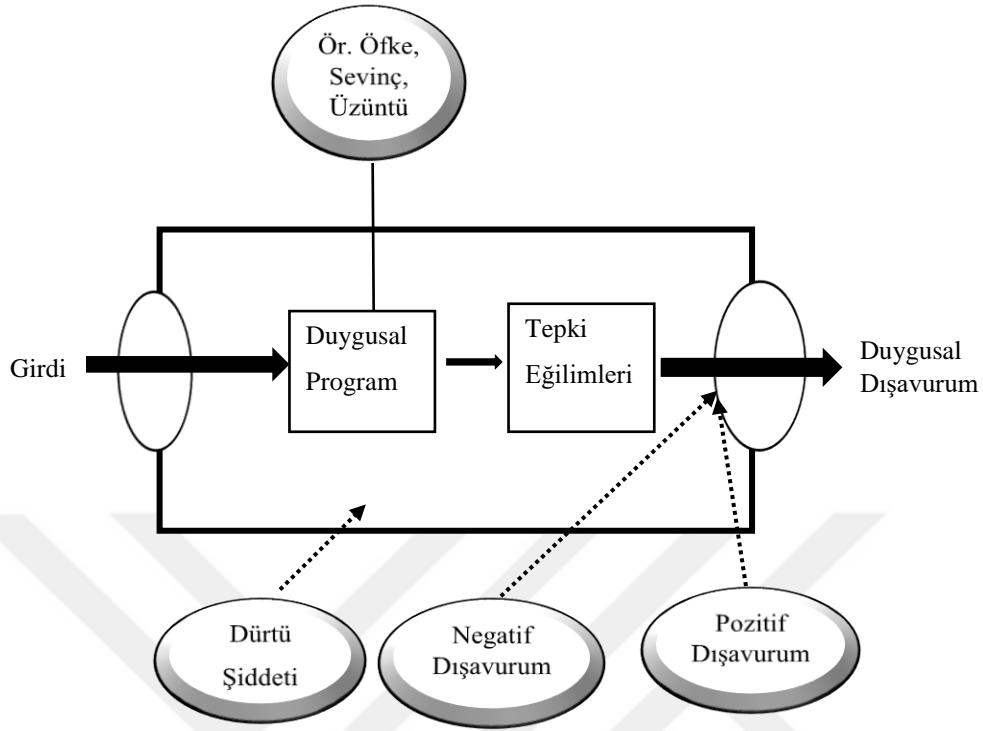 Ör. Öfke,
Sevinç,
Üzüntü
Girdi
Duygusal
Program
Tepki
Eğilimleri
Duygusal
Dışavurum
Dürtü
Şiddeti
Negatif
Dışavurum
Pozitif
Dışavurum